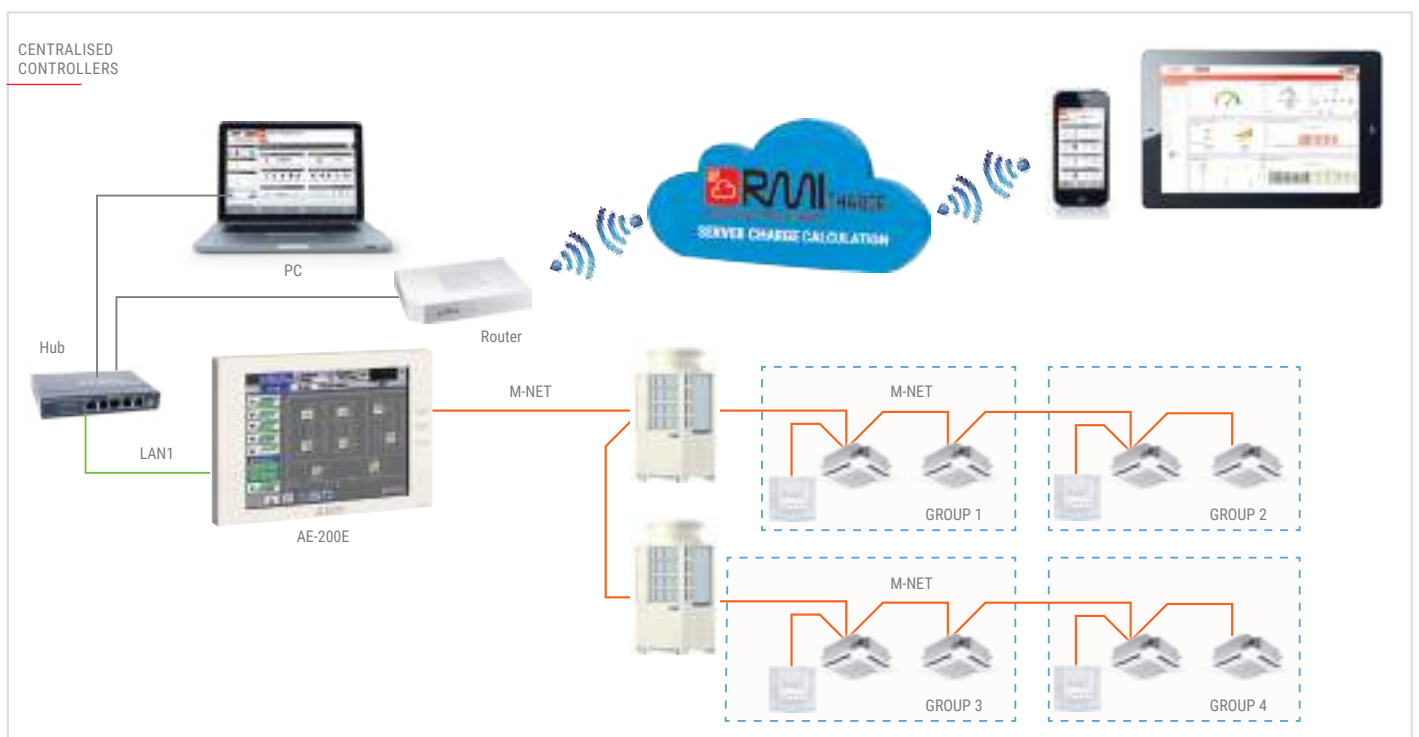 CENTRALISED
CONTROLLERS
RMI CHARGE
SERVER CHARGE CALCULATION
PC
Router
Hub
M-NET
M-NET
LAN1
GROUP 1
GROUP 2
AE-200E
M-NET
GROUP 3
GROUP 4